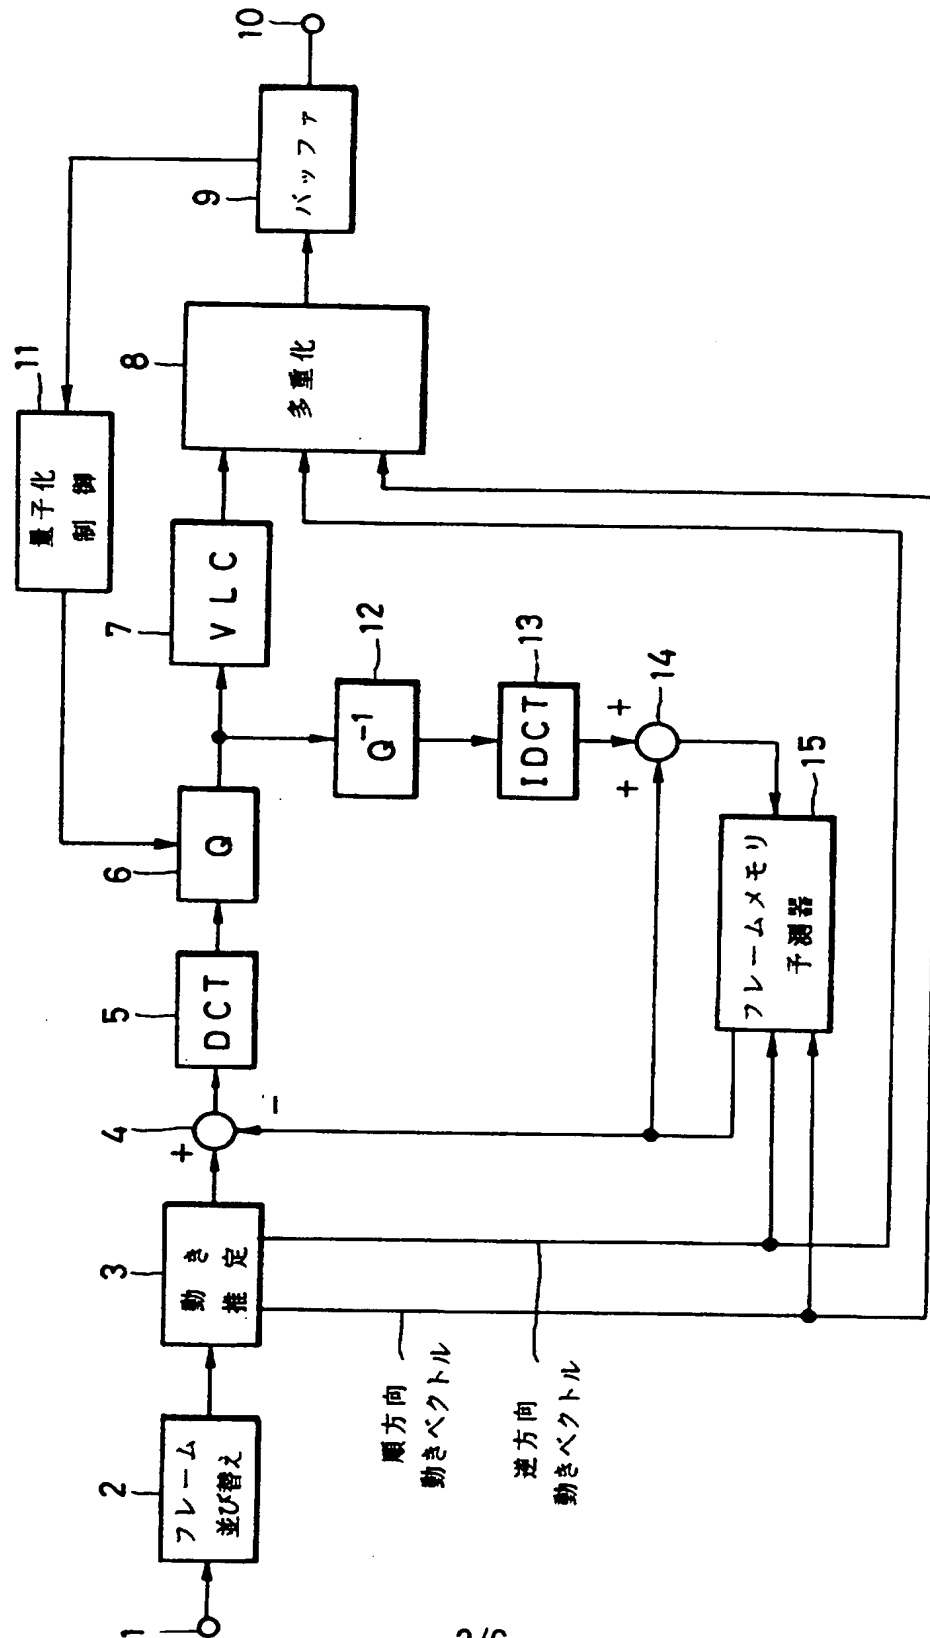 1
2
フレーム
並び替え
3
動き
推定
4
+
−
5
DCT
6
Q
7
VLC
8
多重化
9
バッファ
10
11
量子化
制御
12
Q⁻¹
13
IDCT
14
+
+
15
フレームメモリ
予測器
順方向
動きベクトル
逆方向
動きベクトル